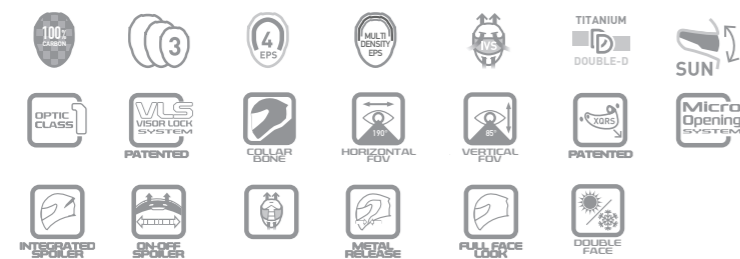 100%
CARBON
3
4
EPS
MULTI
DENSITY
EPS
IVS
TITANIUM
DOUBLE-D
SUN
OPTIC
CLASS 1
VLS
VISOR LOCK
SYSTEM
PATENTED
COLLAR
BONE
190°
HORIZONTAL
FOV
85°
VERTICAL
FOV
XQRS
PATENTED
Micro
Opening
SYSTEM
INTEGRATED
SPOILER
ON-OFF
SPOILER
METAL
RELEASE
FULL FACE
LOOK
DOUBLE
FACE